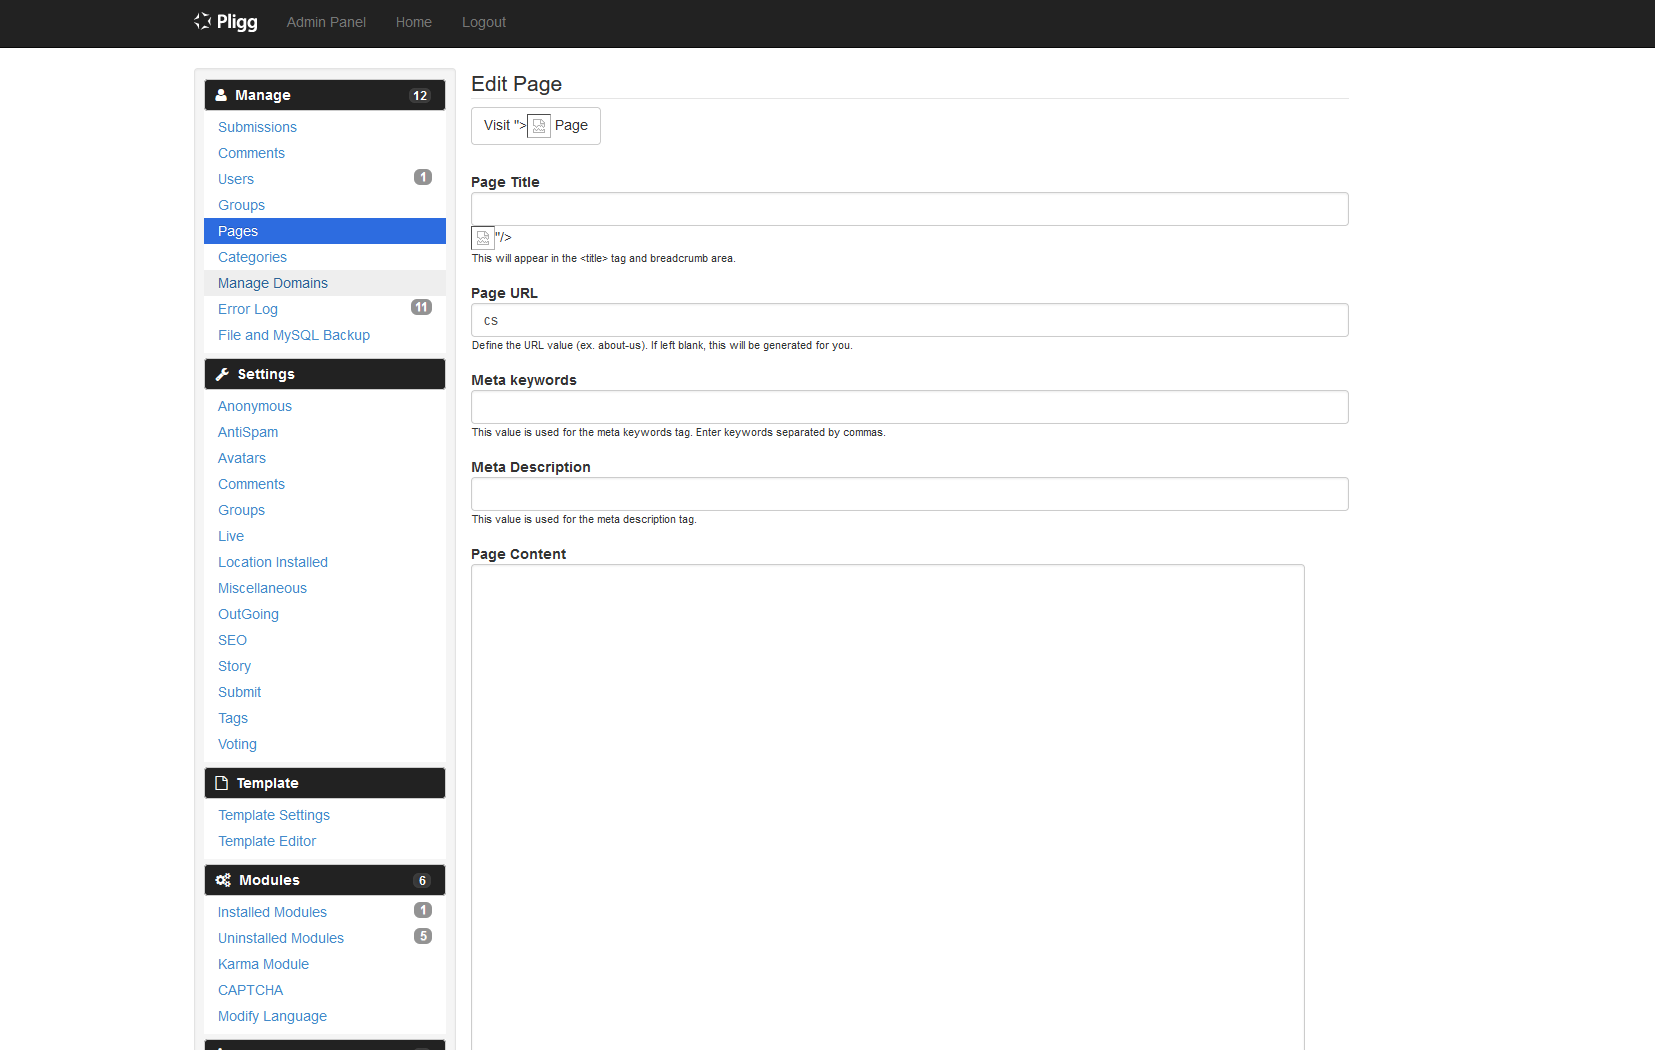 Pligg Admin Panel Home Logout
Manage 12
Submissions
Comments
Users 1
Groups
Pages
Categories
Manage Domains
Error Log 11
File and MySQL Backup
Settings
Anonymous
AntiSpam
Avatars
Comments
Groups
Live
Location Installed
Miscellaneous
OutGoing
SEO
Story
Submit
Tags
Voting
Template
Template Settings
Template Editor
Modules 6
Installed Modules 1
Uninstalled Modules 5
Karma Module
CAPTCHA
Modify Language
Edit Page
Visit "> Page
Page Title
"/>
This will appear in the <title> tag and breadcrumb area.
Page URL
cs
Define the URL value (ex. about-us). If left blank, this will be generated for you.
Meta keywords
This value is used for the meta keywords tag. Enter keywords separated by commas.
Meta Description
This value is used for the meta description tag.
Page Content